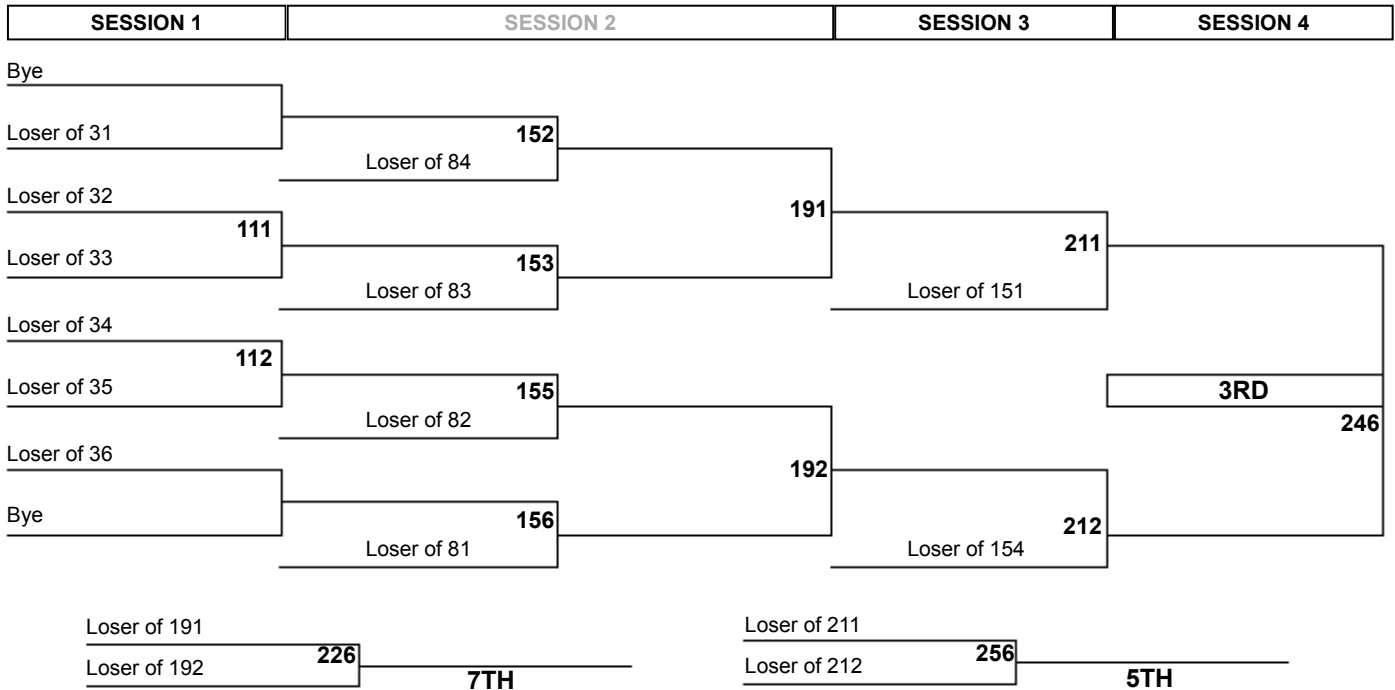 SESSION 1 SESSION 2 SESSION 3 SESSION 4
Bye
Loser of 31
152
Loser of 84
Loser of 32
191
111
211
Loser of 33
153
Loser of 83
Loser of 151
Loser of 34
112
Loser of 35
155
3RD
Loser of 82
246
Loser of 36
192
Bye
156
212
Loser of 81
Loser of 154
Loser of 191
226
Loser of 192
7TH
Loser of 211
256
Loser of 212
5TH